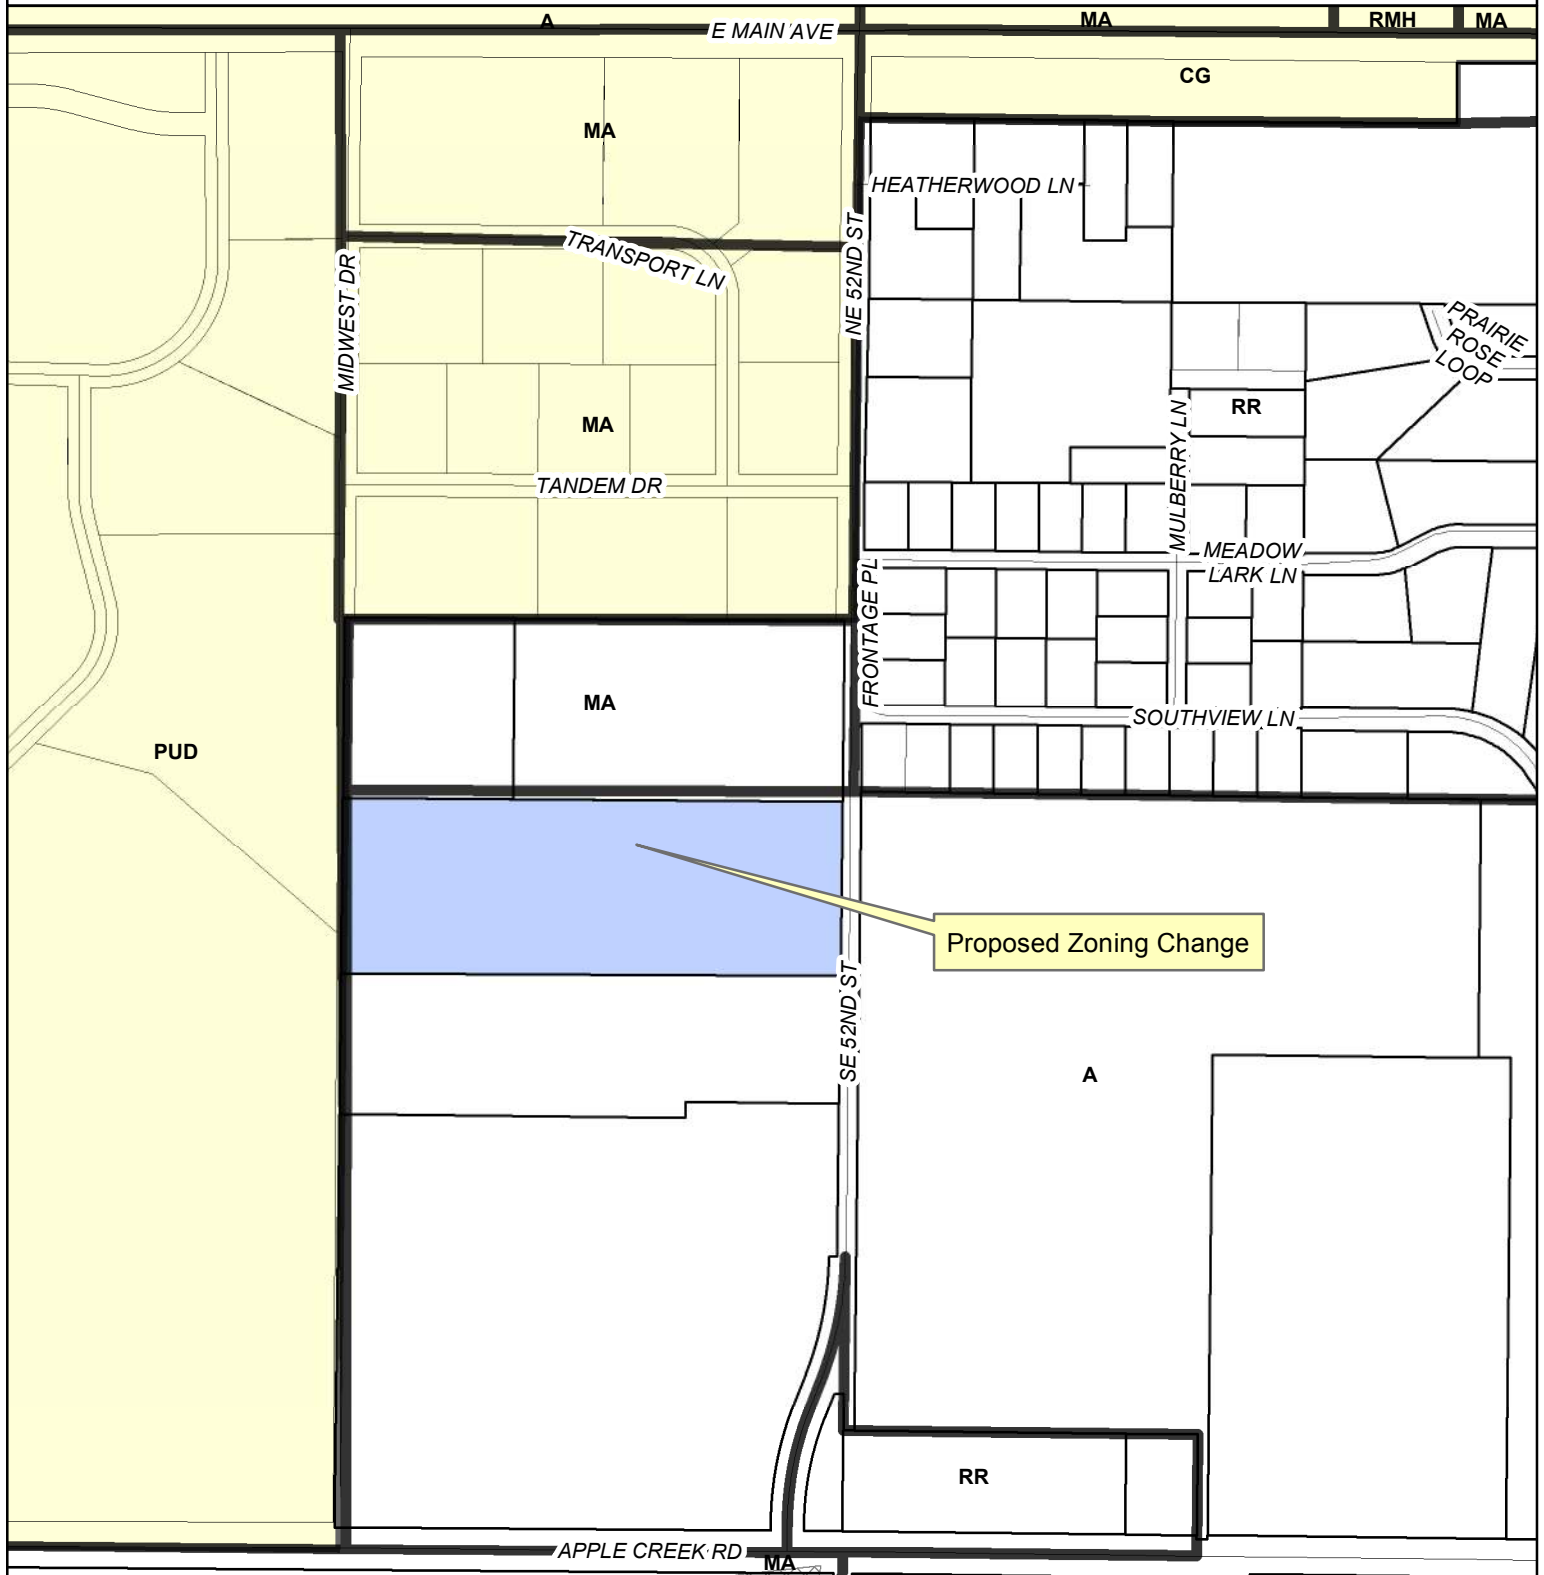 A
MA
RMH
MA
E MAIN AVE
CG
MA
HEATHERWOOD LN
NE 52ND ST
TRANSPORT LN
MIDWEST DR
PRAIRIE
ROSE
LOOP
RR
MULBERRY LN
MA
TANDEM DR
MEADOW
LARK LN
FRONTAGE PL
MA
SOUTHVIEW LN
PUD
Proposed Zoning Change
SE 52ND ST
A
RR
APPLE CREEK RD
MA